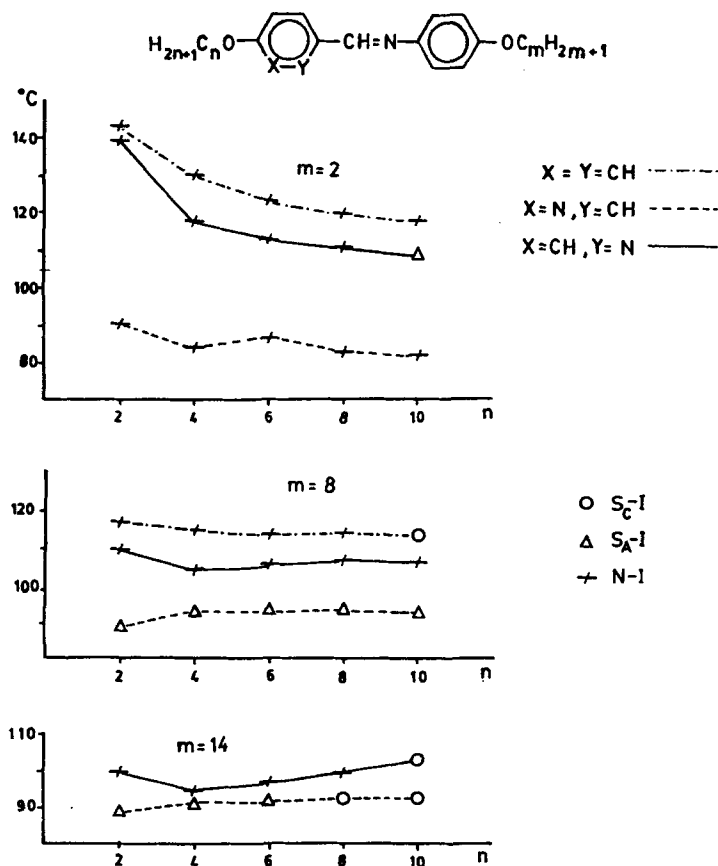 H2n+1CnO CH=N OCmH2m+1
X—Y
°C
140
120
100
80
m=2
X = Y=CH
X=N, Y=CH
X=CH, Y= N
2 4 6 8 10 n
m= 8
120
100
2 4 6 8 10 n
SC-I
SA-I
N-I
m=14
110
90
2 4 6 8 10 n